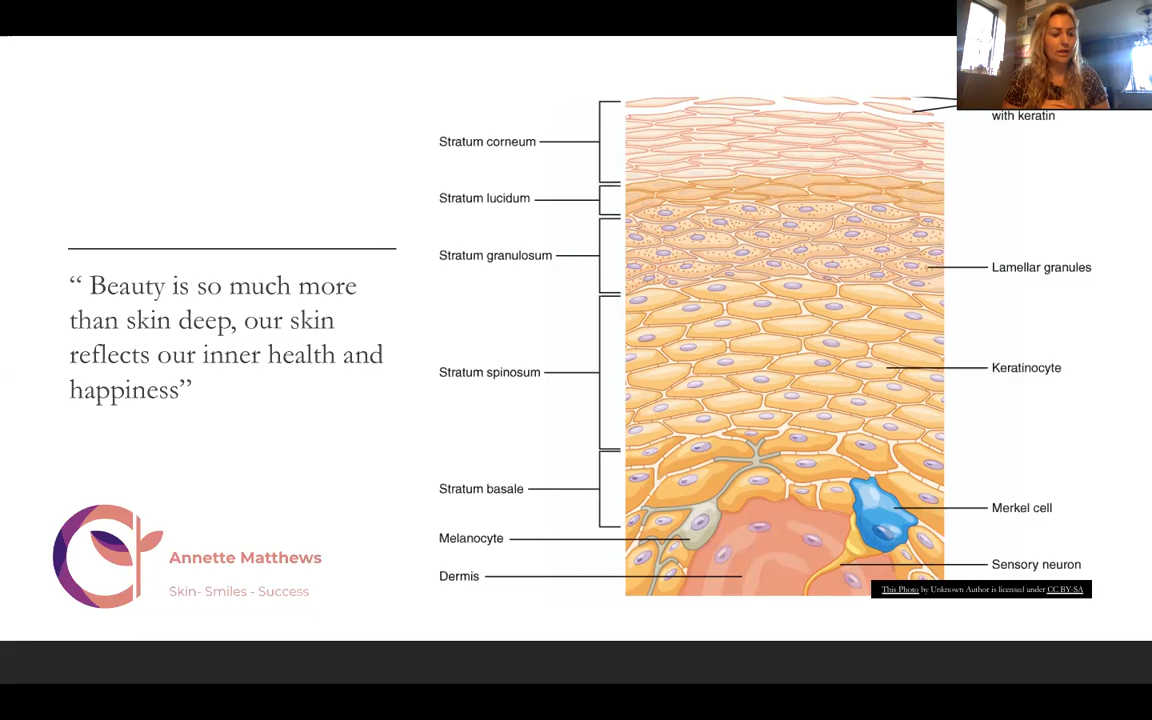 “ Beauty is so much more
than skin deep, our skin
reflects our inner health and
happiness”
Annette Matthews
Skin- Smiles - Success
Stratum corneum
Stratum lucidum
Stratum granulosum
Stratum spinosum
Stratum basale
Melanocyte
Dermis
with keratin
Lamellar granules
Keratinocyte
Merkel cell
Sensory neuron
This Photo by Unknown Author is licensed under CC BY-SA